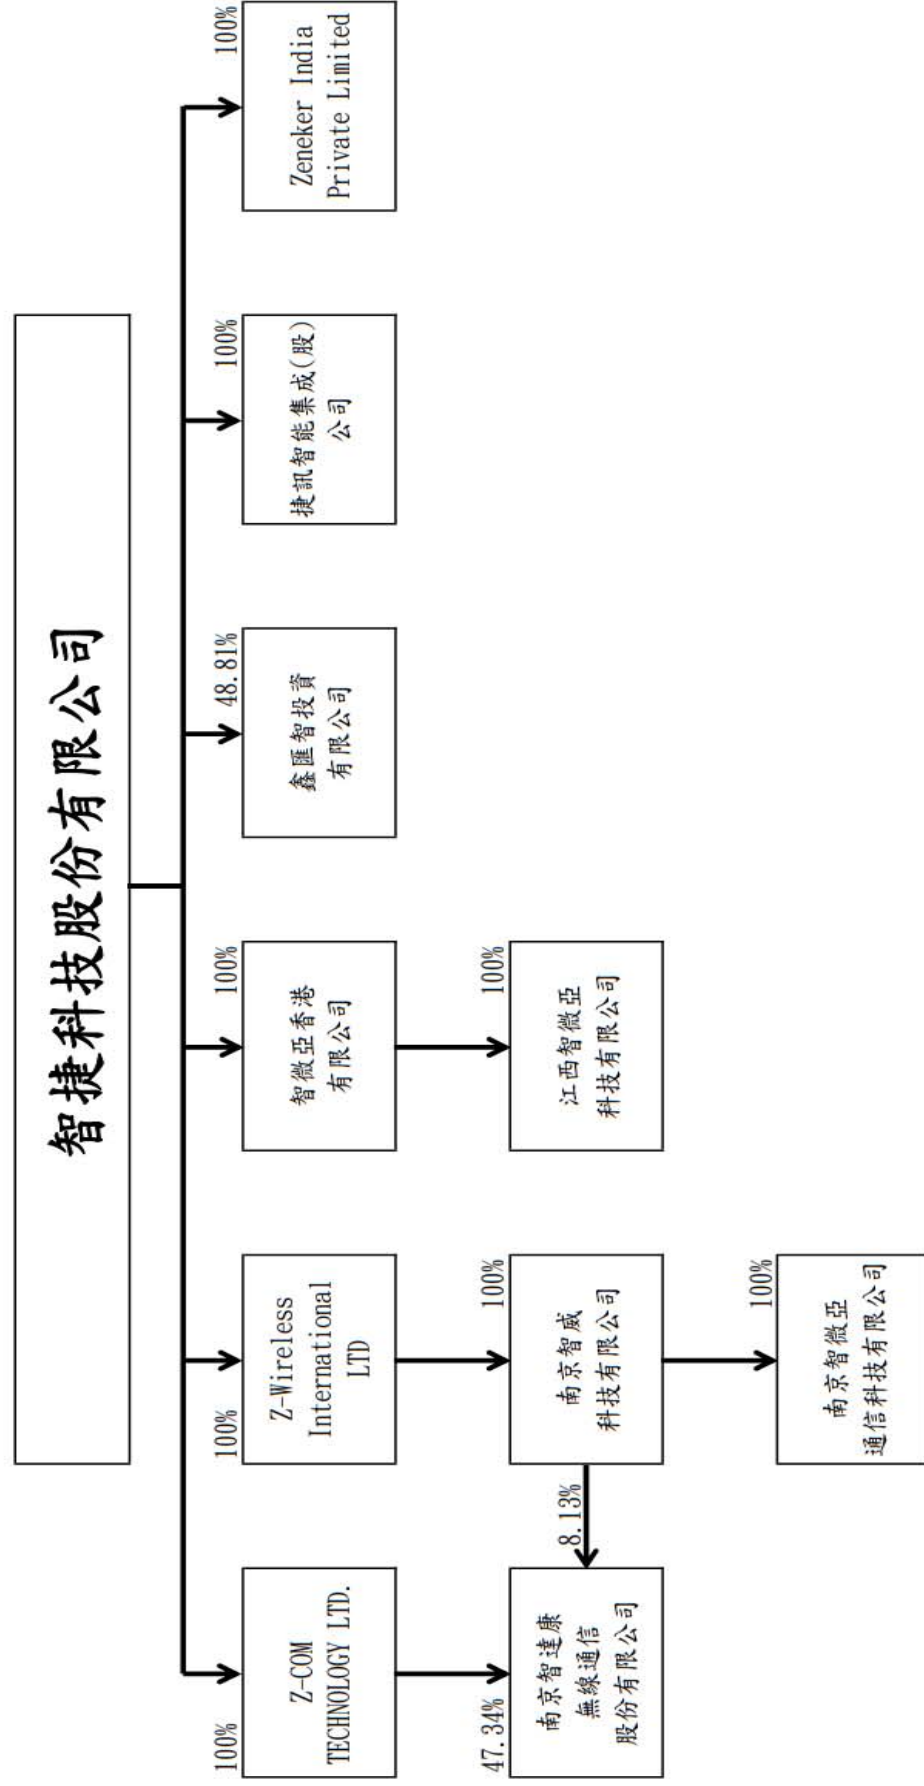 智捷科技股份有限公司
100%
Z-COM
TECHNOLOGY LTD.
100%
Z-Wireless
International
LTD
100%
智微亞香港
有限公司
48.81%
鑫匯智投資
有限公司
100%
捷訊智能集成(股)
公司
100%
Zeneker India
Private Limited
47.34%
南京智達康
無線通信
股份有限公司
8.13%
100%
南京智威
科技有限公司
100%
江西智微亞
科技有限公司
100%
南京智微亞
通信科技有限公司